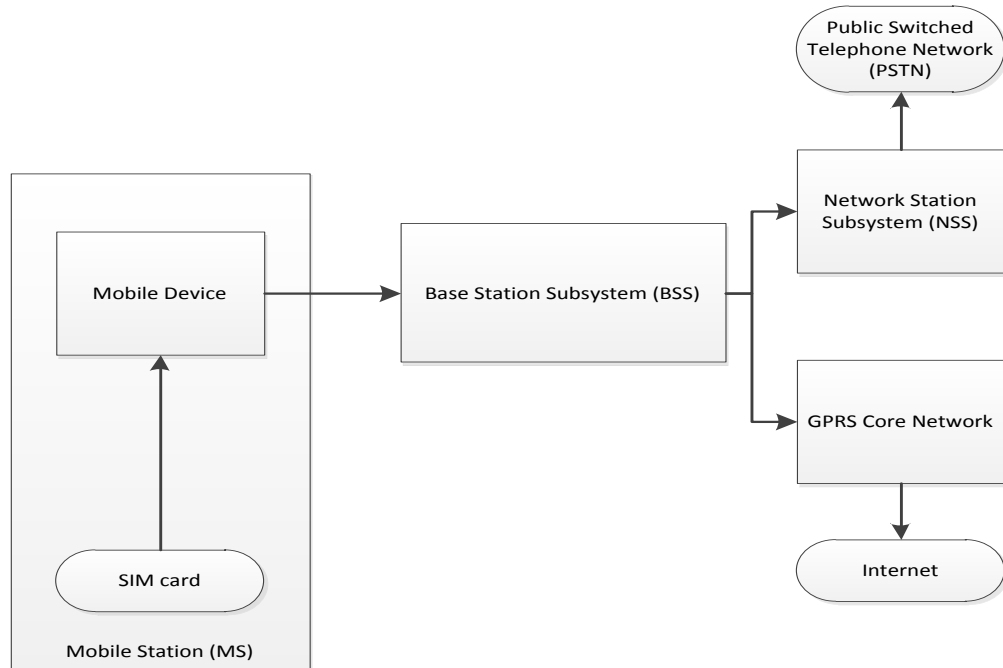 Public Switched
Telephone Network
(PSTN)
Network Station
Subsystem (NSS)
Mobile Device
Base Station Subsystem (BSS)
GPRS Core Network
SIM card
Internet
Mobile Station (MS)